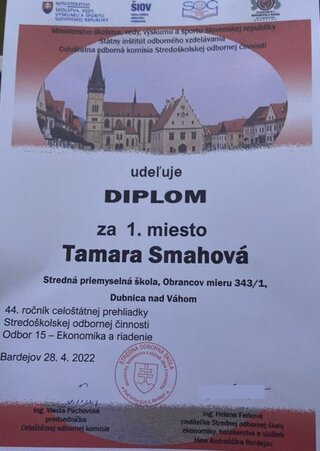 MINISTERSTVO
ŠKOLSTVA, VEDY,
VÝSKUMU A ŠPORTU
SLOVENSKEJ REPUBLIKY
ŠIOV
SOČ
Ministerstvo školstva, vedy, výskumu a športu Slovenskej republiky
Štátny inštitút odborného vzdelávania
Celoštátna odborná komisia Stredoškolskej odbornej činnosti
udeľuje
DIPLOM
za 1. miesto
Tamara Smahová
Stredná priemyselná škola, Obrancov mieru 343/1,
Dubnica nad Váhom
44. ročník celoštátnej prehliadky
Stredoškolskej odbornej činnosti
Odbor 15 – Ekonomika a riadenie
Bardejov 28. 4. 2022
STREDNÁ ODBORNÁ ŠKOLA
Ing. Vlasta Púchovská
predsedníčka
Celoštátnej odbornej komisie
Ing. Helena Ferková
riaditeľka Strednej odbornej školy
ekonomiky, hotelierstva a služieb
Jána Andraščíka Bardejov